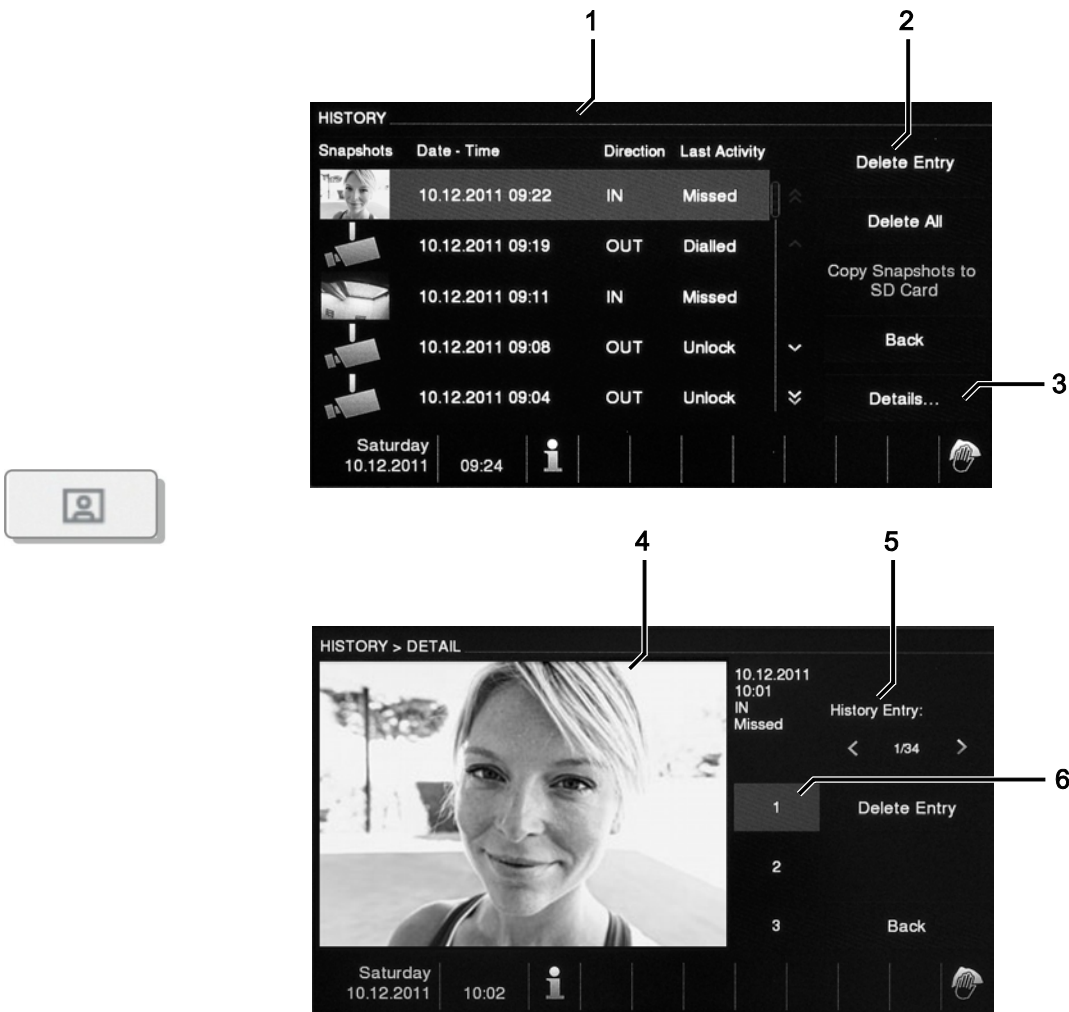 1
2
HISTORY
Snapshots Date - Time Direction Last Activity
Delete Entry
10.12.2011 09:22 IN Missed
Delete All
10.12.2011 09:19 OUT Dialled
Copy Snapshots to
SD Card
10.12.2011 09:11 IN Missed
Back
10.12.2011 09:08 OUT Unlock
3
Details...
10.12.2011 09:04 OUT Unlock
Saturday
10.12.2011 09:24 i
4
5
HISTORY > DETAIL
10.12.2011
10:01
IN
Missed
History Entry:
< 1/34 >
6
1 Delete Entry
2
3 Back
Saturday
10.12.2011 10:02 i